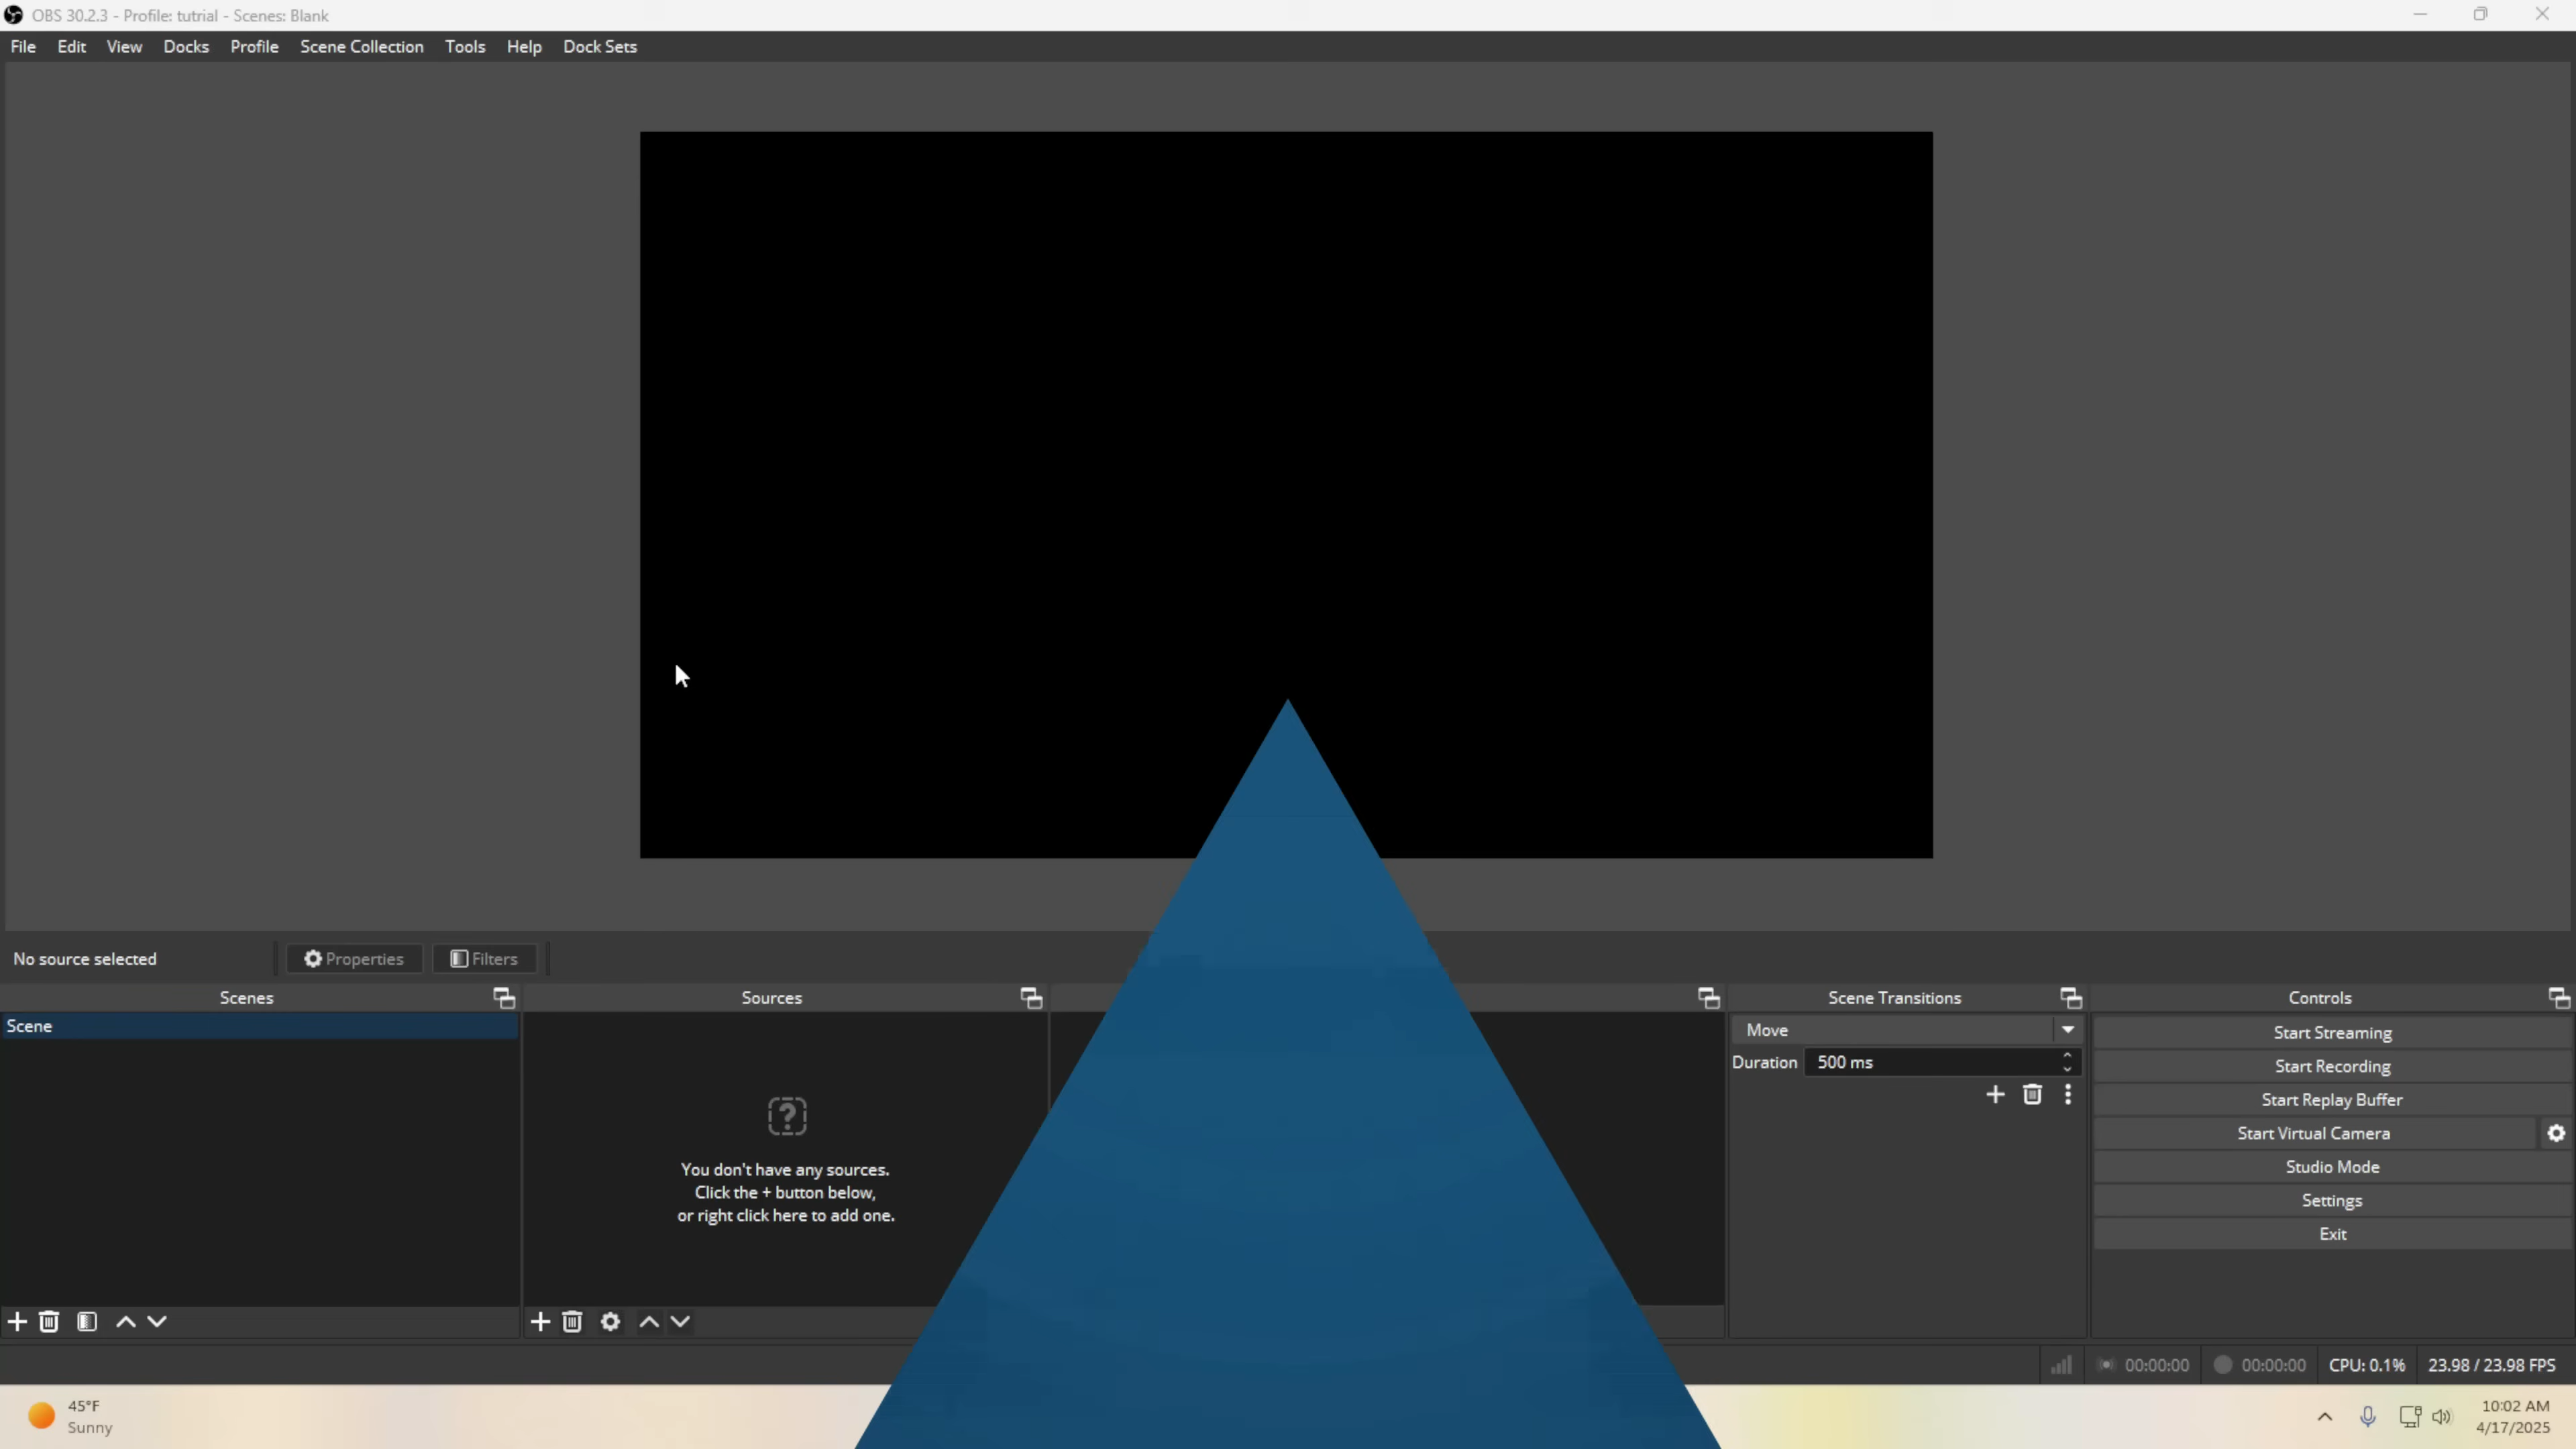 OBS 30.2.3 - Profile: tutrial - Scenes: Blank
File Edit View Docks Profile Scene Collection Tools Help Dock Sets
No source selected Properties Filters
Scenes Sources Scene Transitions Controls
Scene
You don't have any sources.
Click the + button below,
or right click here to add one.
Move
Duration 500 ms
Start Streaming
Start Recording
Start Replay Buffer
Start Virtual Camera
Studio Mode
Settings
Exit
00:00:00 00:00:00 CPU: 0.1% 23.98 / 23.98 FPS
45°F
Sunny
10:02 AM
4/17/2025